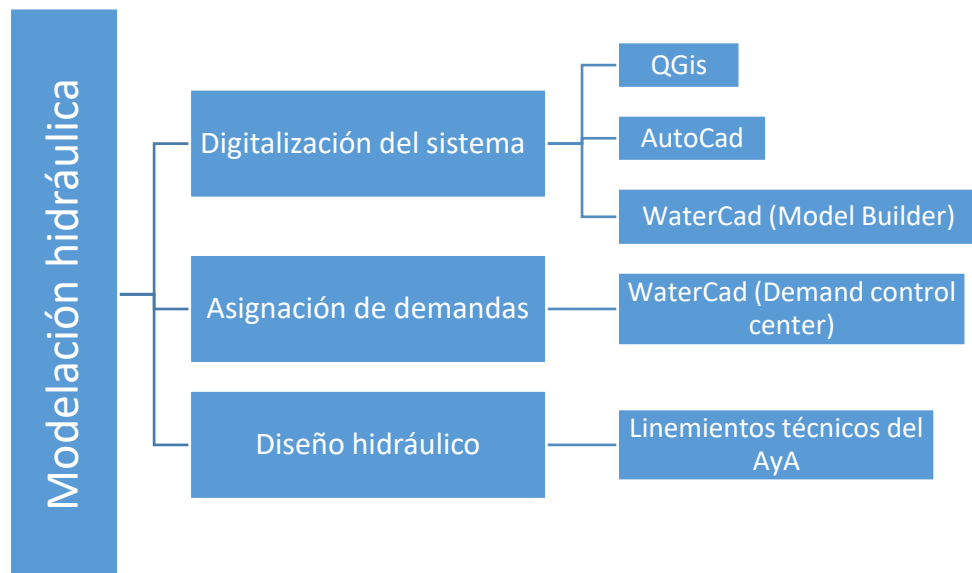 Modelación hidráulica
Digitalización del sistema
QGis
AutoCad
WaterCad (Model Builder)
Asignación de demandas
WaterCad (Demand control
center)
Diseño hidráulico
Linemientos técnicos del
AyA